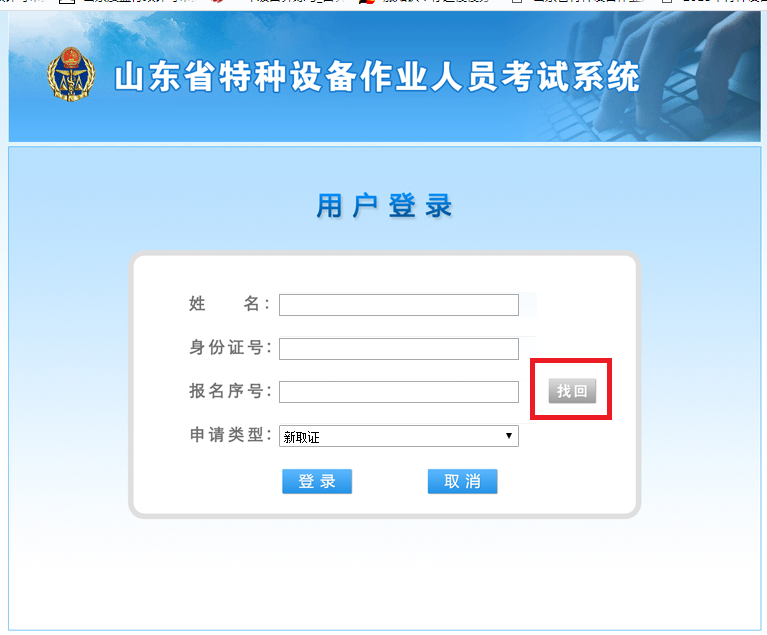 山东省特种设备作业人员考试系统
用户登录
姓 名：
身份证号：
报名序号： 找回
申请类型： 新取证
登录 取消